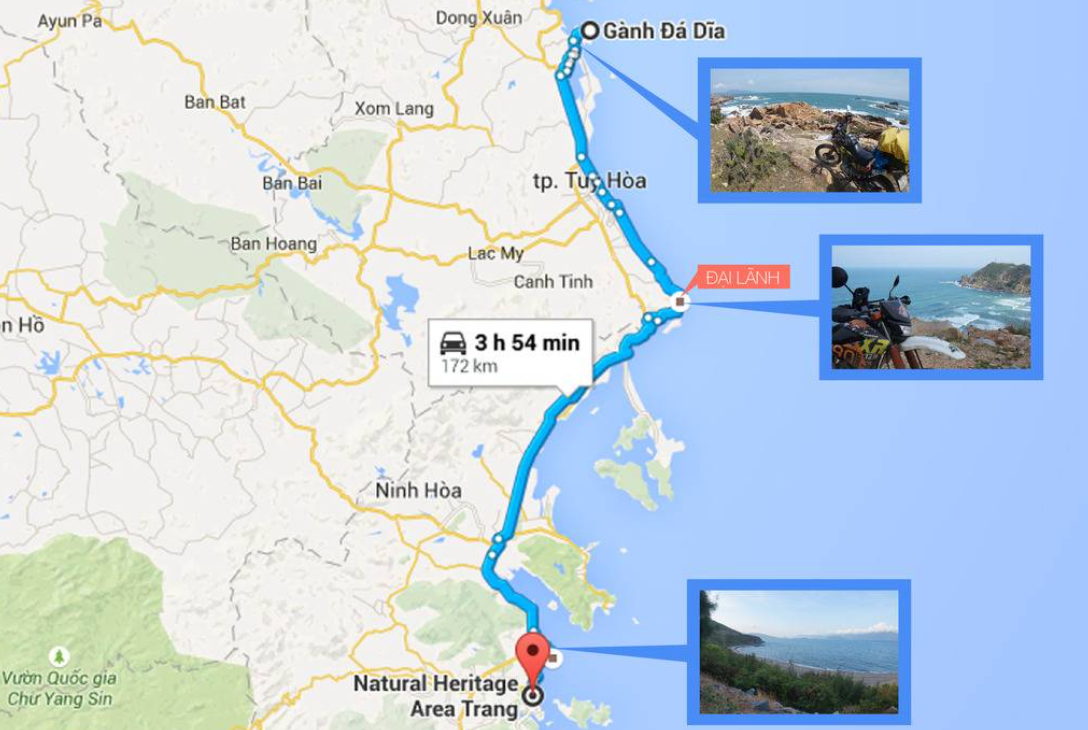 Ayun Pa
Dong Xuân
Gành Đá Dĩa
Ban Bat
Xom Lang
Ban Bai
tp. Tuy Hòa
Ban Hoang
Lac My
Canh Tinh
ĐẠI LÃNH
n Hồ
3 h 54 min
172 km
Ninh Hòa
Vườn Quốc gia
Chư Yang Sin
Natural Heritage
Area Trang